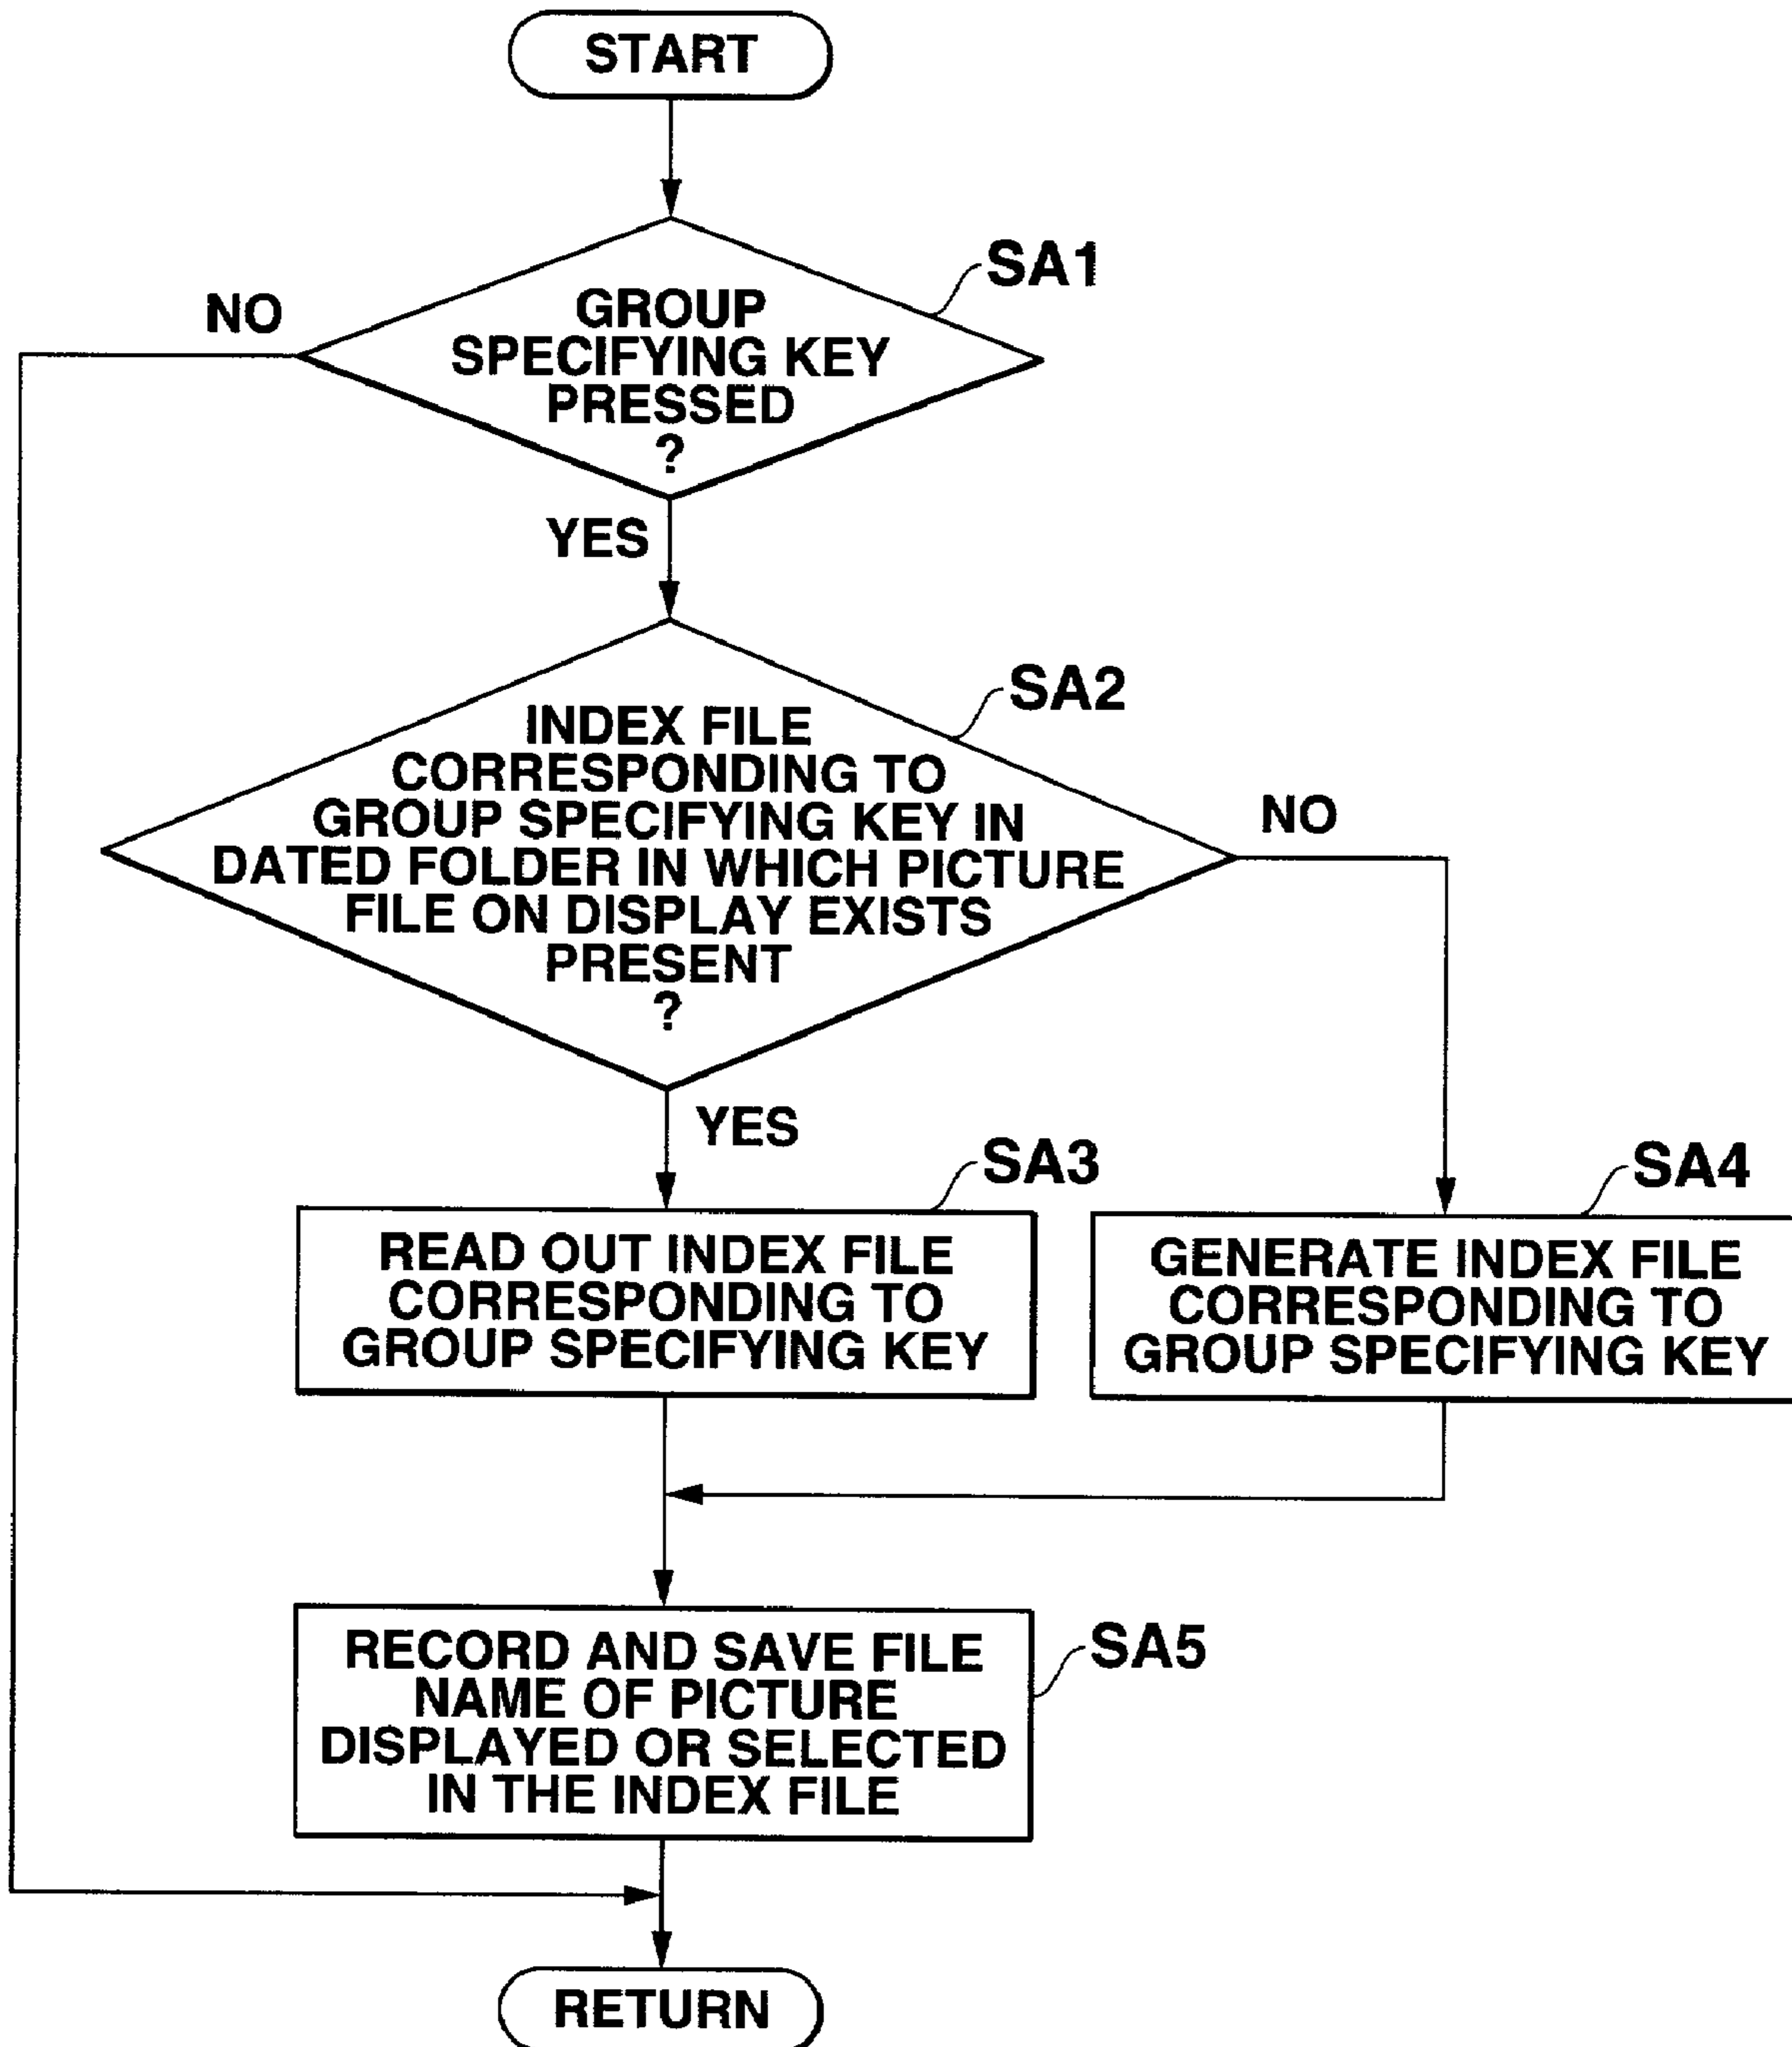 START
SA1
NO
GROUP
SPECIFYING KEY
PRESSED
?
YES
SA2
INDEX FILE
CORRESPONDING TO
GROUP SPECIFYING KEY IN
DATED FOLDER IN WHICH PICTURE
FILE ON DISPLAY EXISTS
PRESENT
?
NO
YES
SA3
READ OUT INDEX FILE
CORRESPONDING TO
GROUP SPECIFYING KEY
SA4
GENERATE INDEX FILE
CORRESPONDING TO
GROUP SPECIFYING KEY
SA5
RECORD AND SAVE FILE
NAME OF PICTURE
DISPLAYED OR SELECTED
IN THE INDEX FILE
RETURN